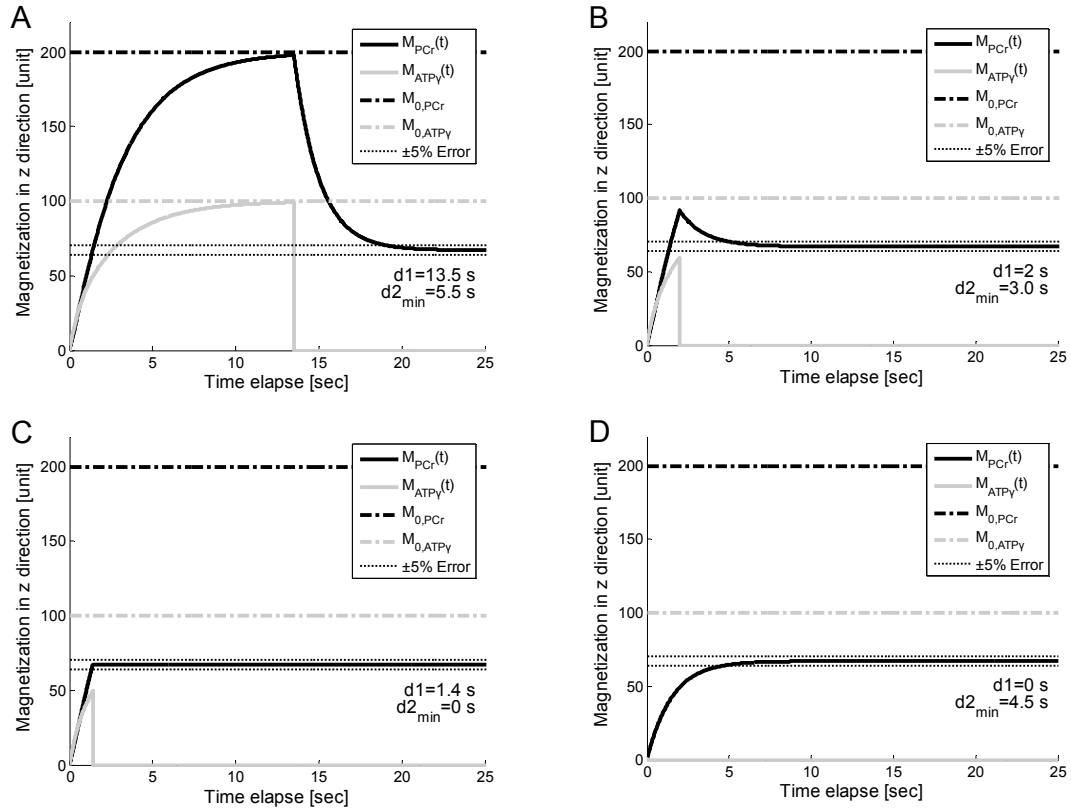 A
Magnetization in z direction [unit]
200
150
100
50
0
M_PCr(t)
M_ATPγ(t)
M_0,PCr
M_0,ATPγ
±5% Error
d1=13.5 s
d2_min=5.5 s
0 5 10 15 20 25
Time elapse [sec]
B
Magnetization in z direction [unit]
200
150
100
50
0
M_PCr(t)
M_ATPγ(t)
M_0,PCr
M_0,ATPγ
±5% Error
d1=2 s
d2_min=3.0 s
0 5 10 15 20 25
Time elapse [sec]
C
Magnetization in z direction [unit]
200
150
100
50
0
M_PCr(t)
M_ATPγ(t)
M_0,PCr
M_0,ATPγ
±5% Error
d1=1.4 s
d2_min=0 s
0 5 10 15 20 25
Time elapse [sec]
D
Magnetization in z direction [unit]
200
150
100
50
0
M_PCr(t)
M_ATPγ(t)
M_0,PCr
M_0,ATPγ
±5% Error
d1=0 s
d2_min=4.5 s
0 5 10 15 20 25
Time elapse [sec]